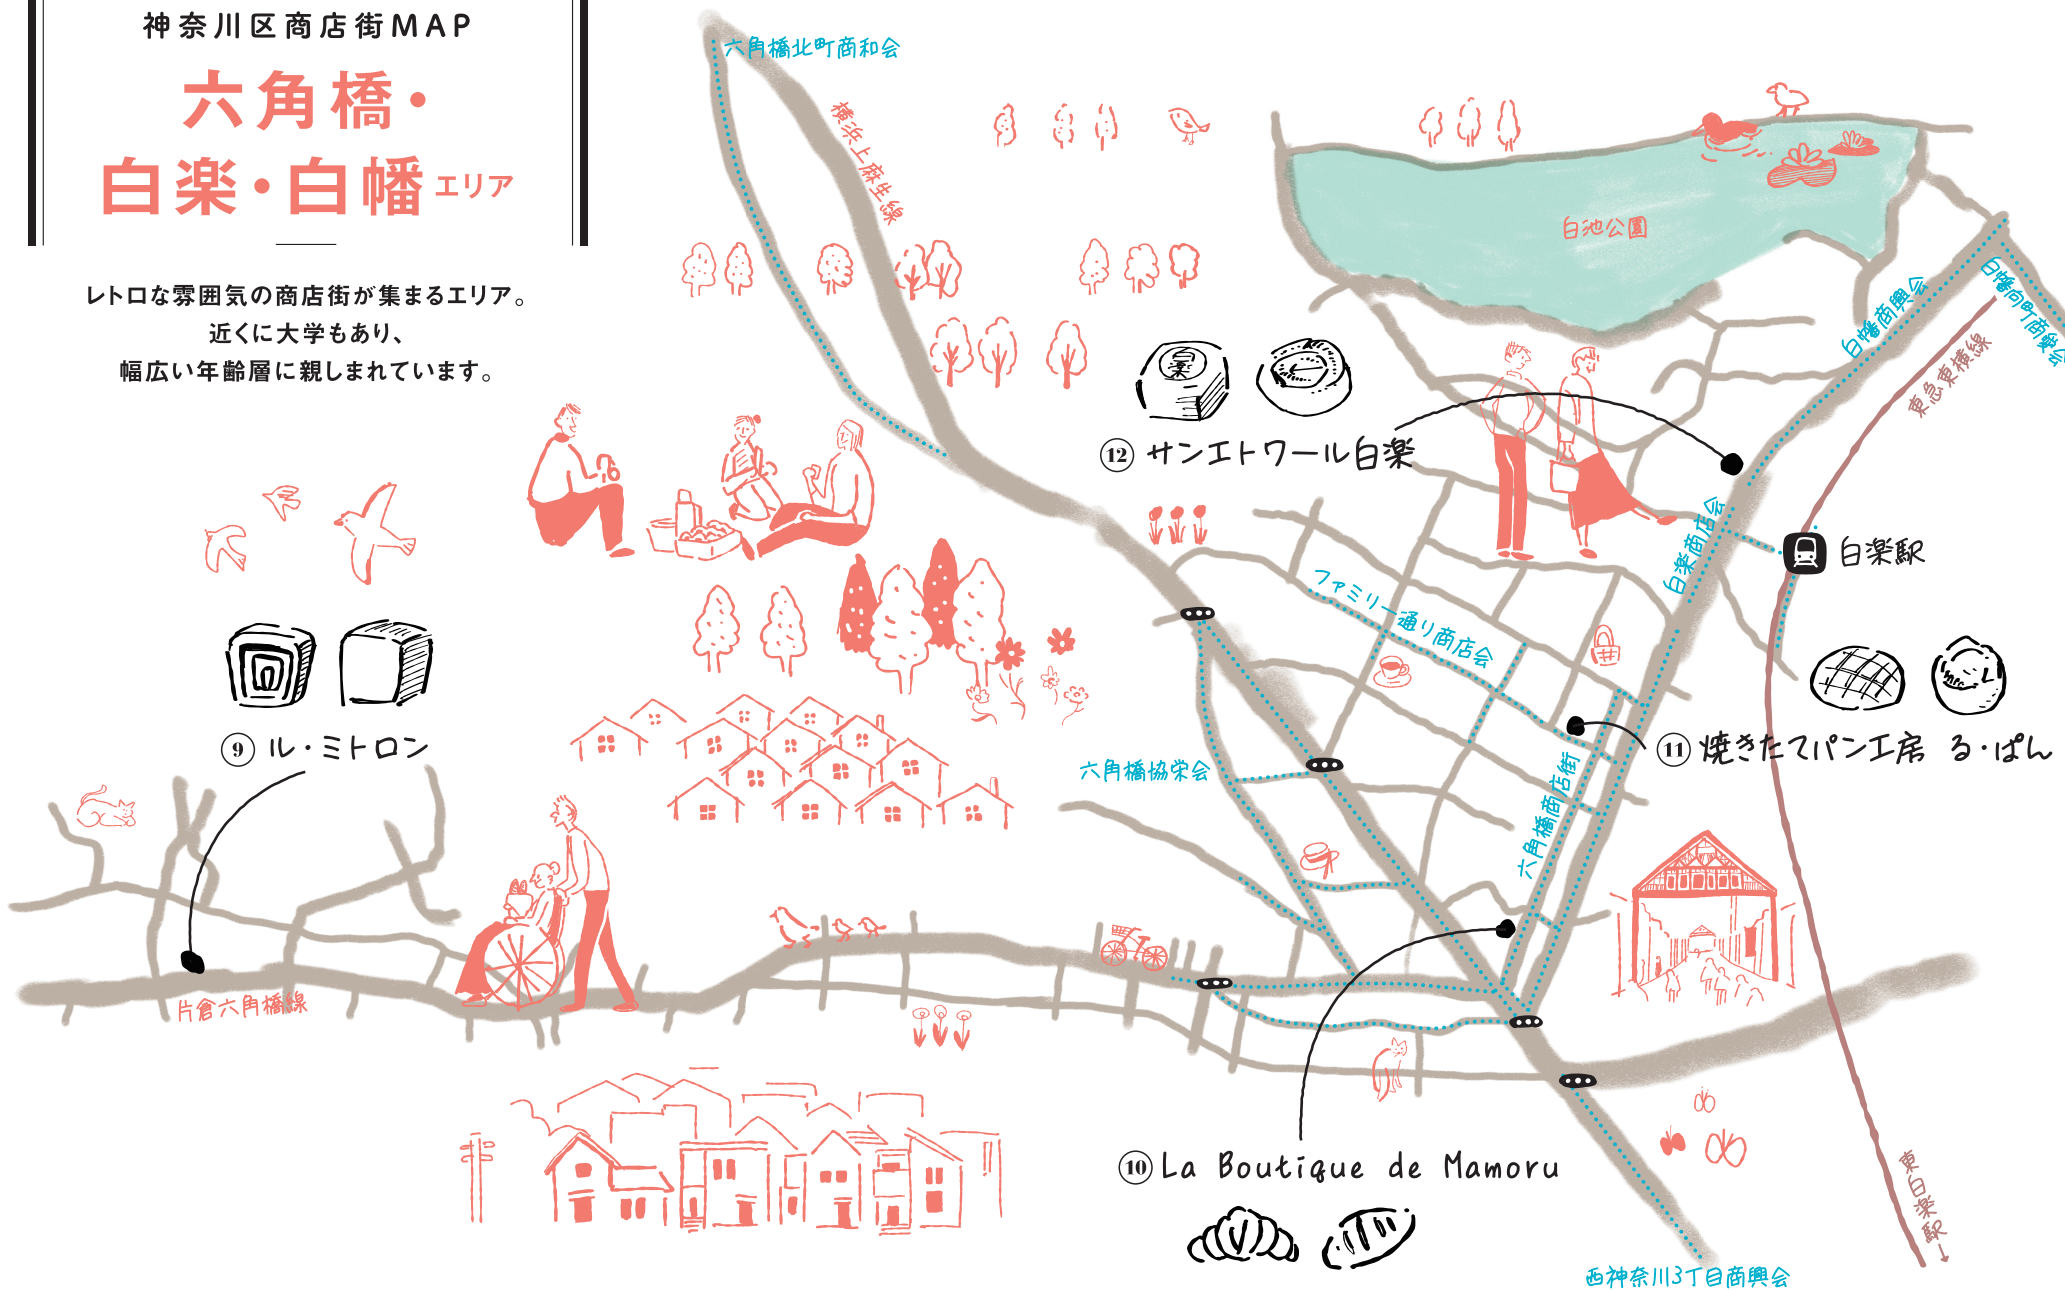 神奈川区商店街MAP
六角橋・
白楽・白幡エリア
レトロな雰囲気の商店街が集まるエリア。
近くに大学もあり、
幅広い年齢層に親しまれています。
六角橋北町商和会
横浜上麻生線
白池公園
白幡商興会
白幡向町商興会
東急東横線
白楽
⑫サンエトワール白楽
白楽商店会
白楽駅
ファミリー通り商店会
⑨ル・ミトロン
⑪焼きたてパン工房 る・ぱん
六角橋協栄会
六角橋商店街
片倉六角橋線
⑩La Boutique de Mamoru
東白楽駅→
西神奈川3丁目商興会